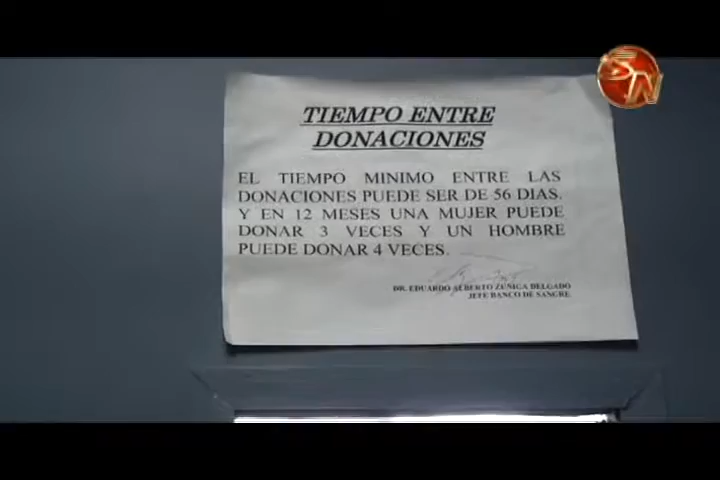 SN
TIEMPO ENTRE
DONACIONES
EL TIEMPO MINIMO ENTRE LAS
DONACIONES PUEDE SER DE 56 DIAS.
Y EN 12 MESES UNA MUJER PUEDE
DONAR 3 VECES Y UN HOMBRE
PUEDE DONAR 4 VECES.
DR. EDUARDO ALBERTO ZUÑIGA DELGADO
JEFE BANCO DE SANGRE